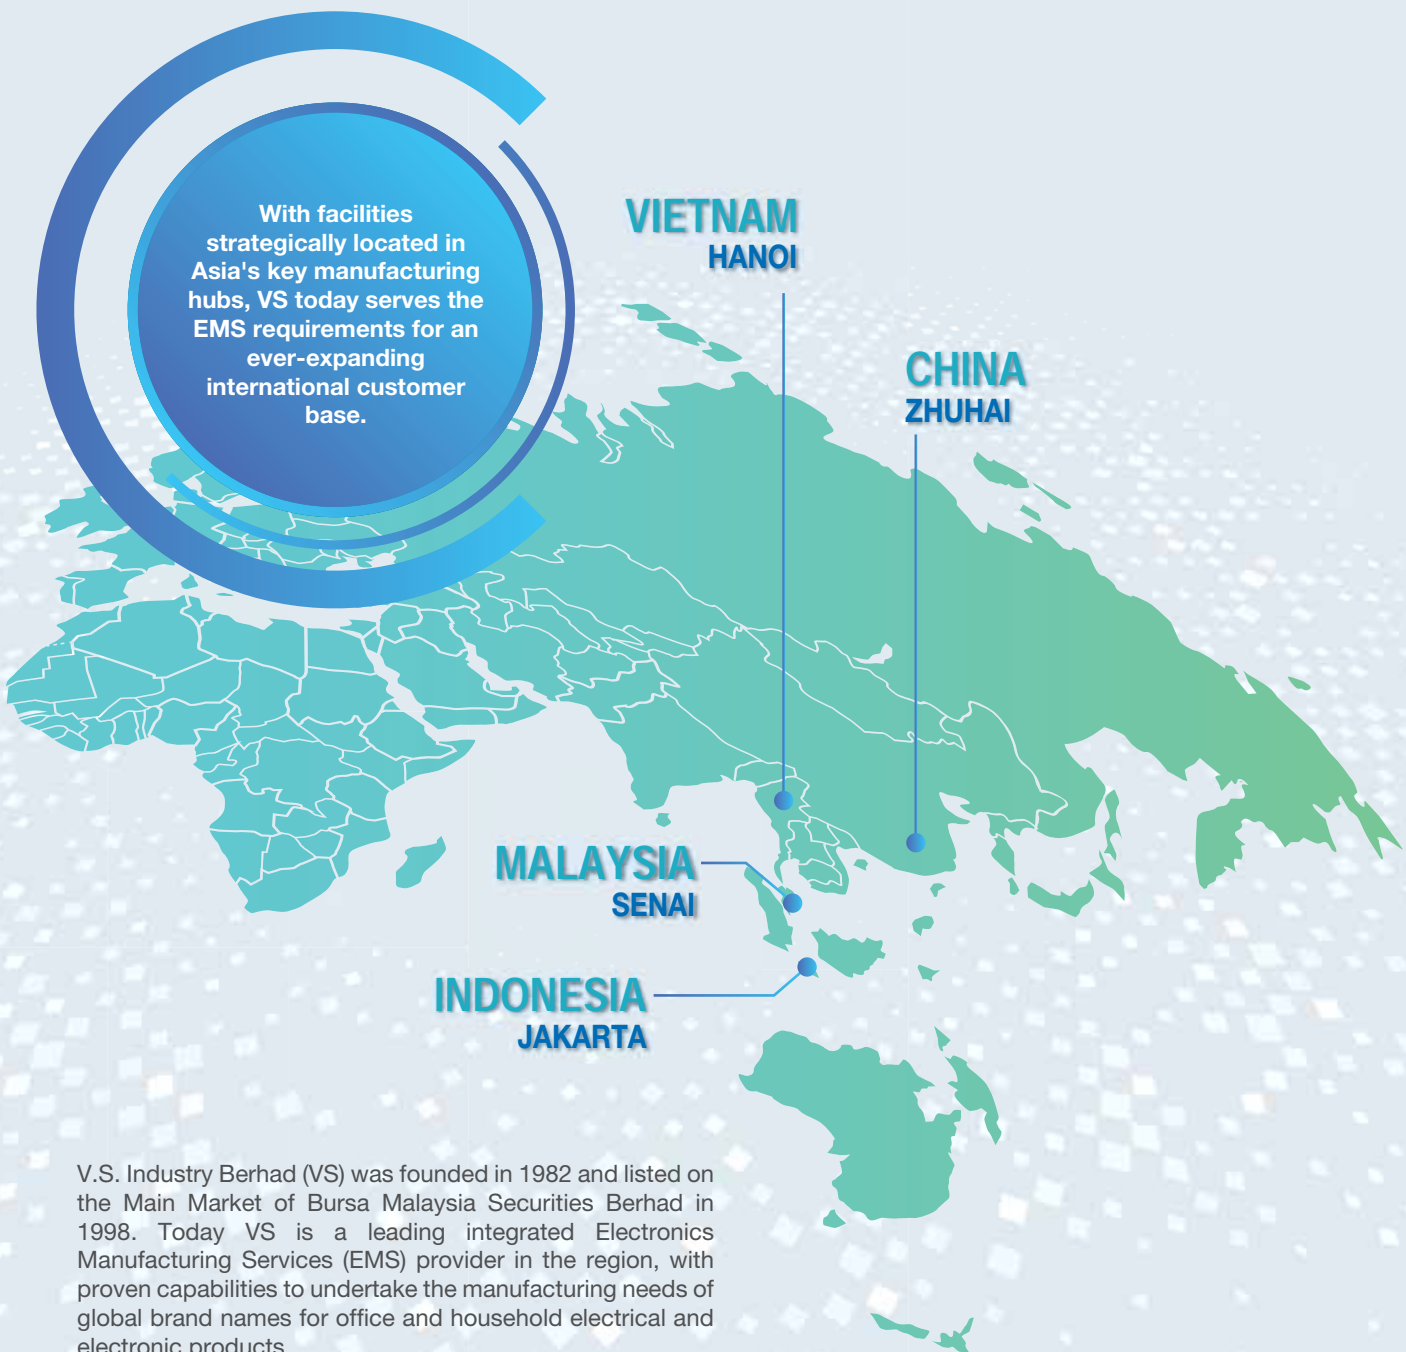 With facilities
strategically located in
Asia's key manufacturing
hubs, VS today serves the
EMS requirements for an
ever-expanding
international customer
base.
VIETNAM
HANOI
CHINA
ZHUHAI
MALAYSIA
SENAI
INDONESIA
JAKARTA
V.S. Industry Berhad (VS) was founded in 1982 and listed on
the Main Market of Bursa Malaysia Securities Berhad in
1998. Today VS is a leading integrated Electronics
Manufacturing Services (EMS) provider in the region, with
proven capabilities to undertake the manufacturing needs of
global brand names for office and household electrical and
electronic products